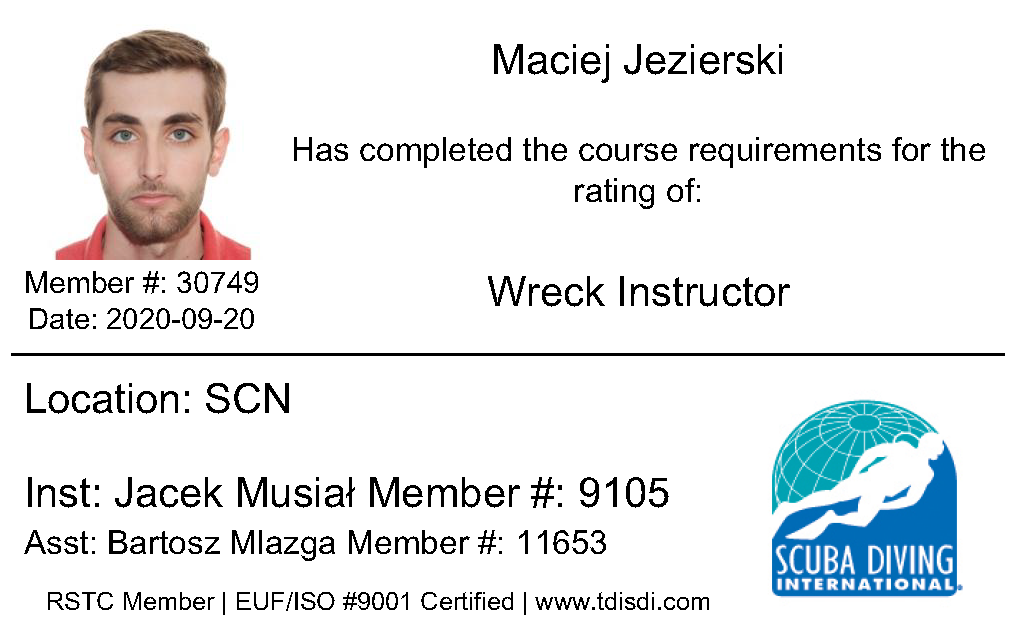 Maciej Jezierski
Has completed the course requirements for the
rating of:
Wreck Instructor
Member #: 30749
Date: 2020-09-20
Location: SCN
Inst: Jacek Musiał Member #: 9105
Asst: Bartosz Mlazga Member #: 11653
RSTC Member | EUF/ISO #9001 Certified | www.tdisdi.com
SCUBA DIVING
INTERNATIONAL®